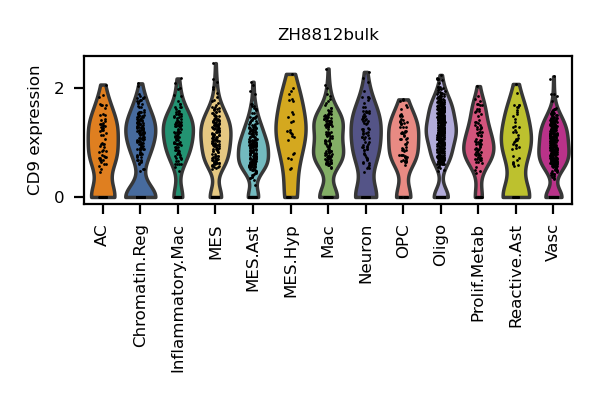 ZH8812bulk
CD9 expression
2
0
AC
Chromatin.Reg
Inflammatory.Mac
MES
MES.Ast
MES.Hyp
Mac
Neuron
OPC
Oligo
Prolif.Metab
Reactive.Ast
Vasc